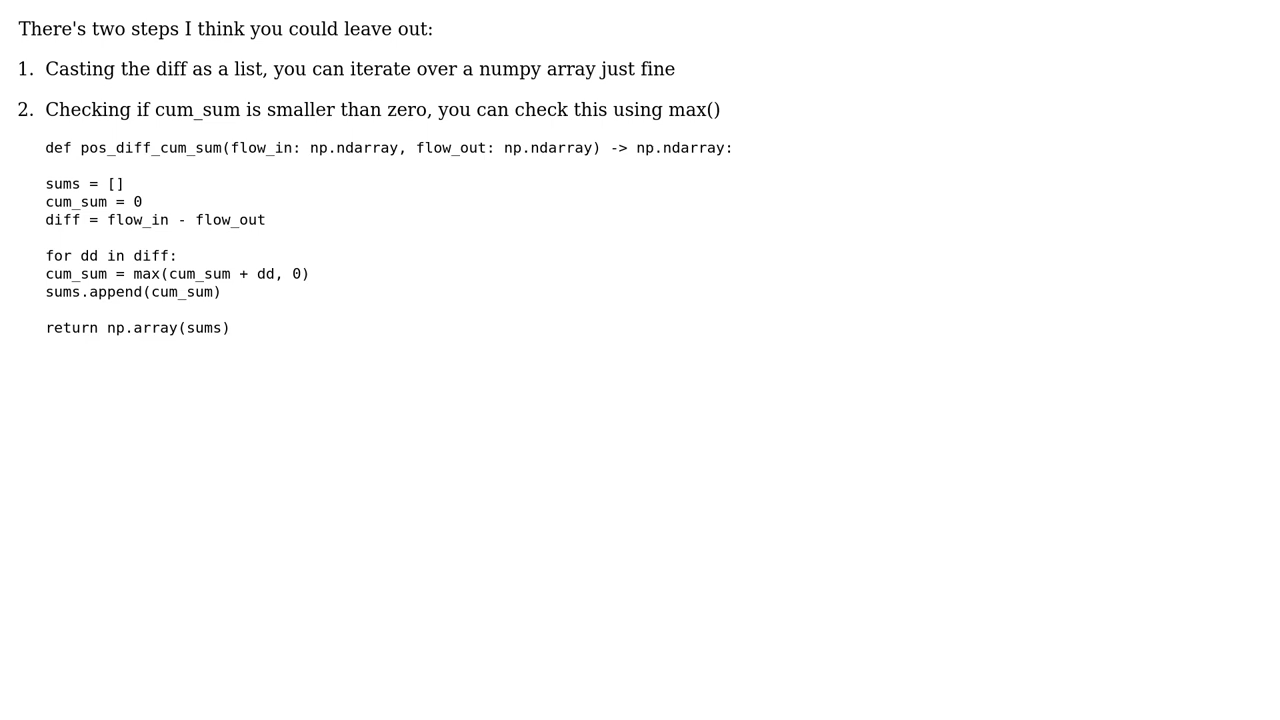 There's two steps I think you could leave out:
1. Casting the diff as a list, you can iterate over a numpy array just fine
2. Checking if cum_sum is smaller than zero, you can check this using max()
def pos_diff_cum_sum(flow_in: np.ndarray, flow_out: np.ndarray) -> np.ndarray:
sums = []
cum_sum = 0
diff = flow_in - flow_out
for dd in diff:
cum_sum = max(cum_sum + dd, 0)
sums.append(cum_sum)
return np.array(sums)